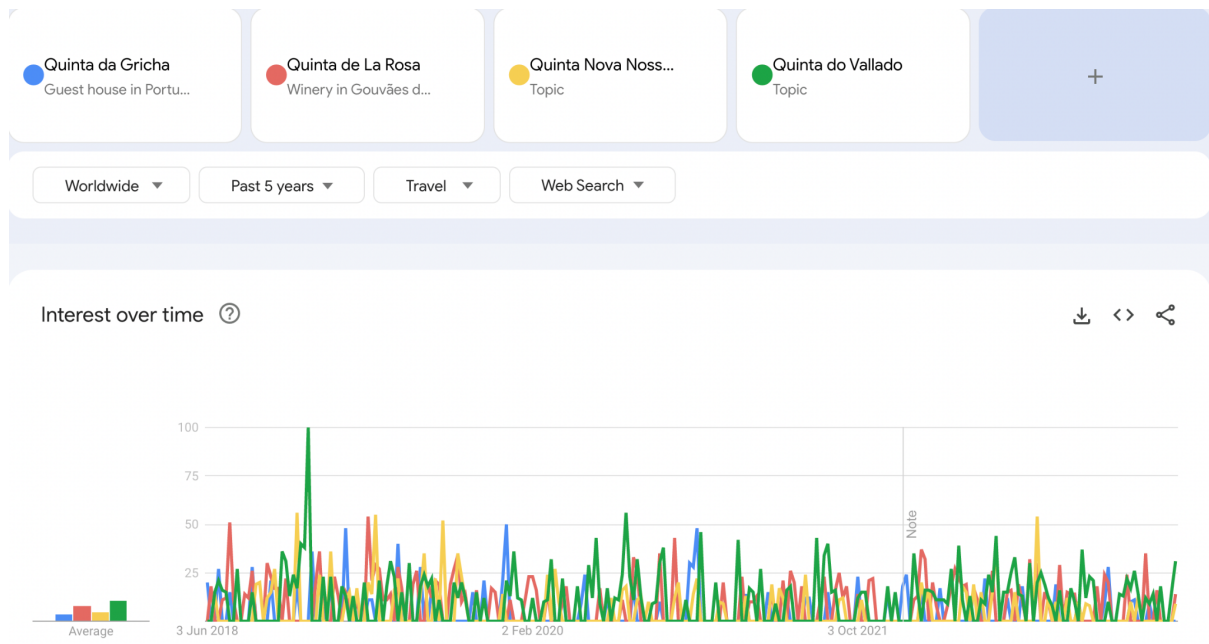 Quinta da Gricha
Guest house in Portu...
Quinta de La Rosa
Winery in Gouvães d...
Quinta Nova Noss...
Topic
Quinta do Vallado
Topic
+
Worldwide
Past 5 years
Travel
Web Search
Interest over time ?
100
75
50
25
Note
Average
3 Jun 2018
2 Feb 2020
3 Oct 2021